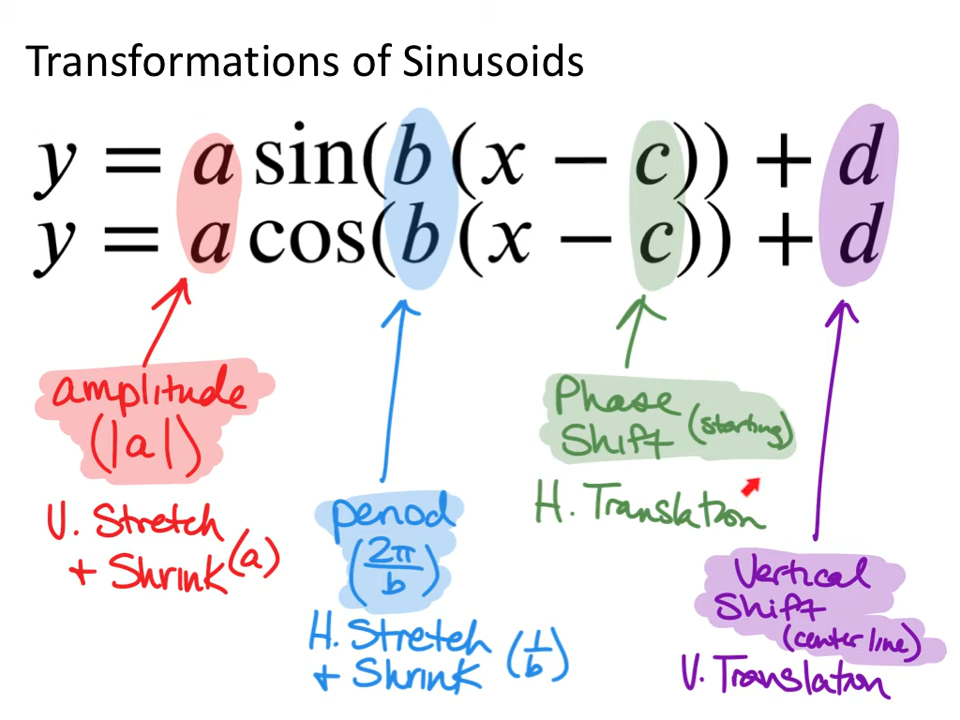 Transformations of Sinusoids
y = a sin(b(x − c)) + d
y = a cos(b(x − c)) + d
amplitude
(|a|)
V. Stretch
+ Shrink (a)
period
(2π/b)
H. Stretch
+ Shrink (1/b)
Phase
Shift (starting)
H. Translation
Vertical
Shift
(center line)
V. Translation